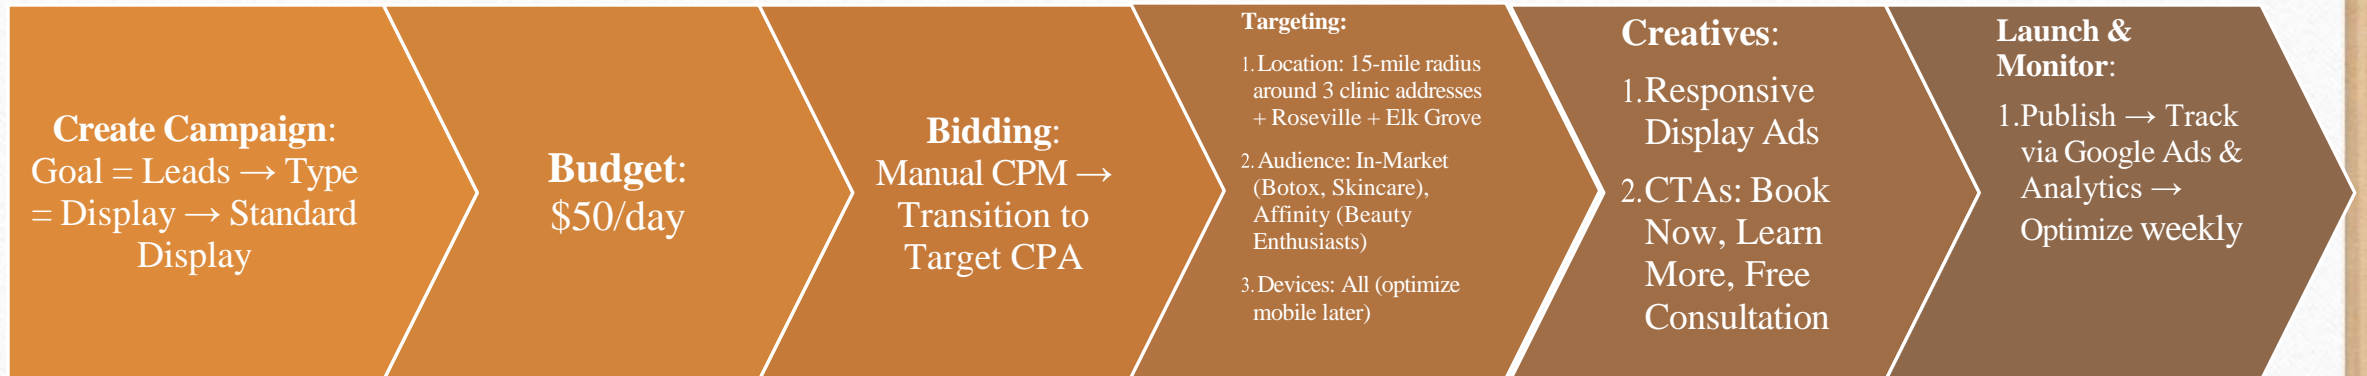 Create Campaign:
Goal = Leads → Type
= Display → Standard
Display
Budget:
$50/day
Bidding:
Manual CPM →
Transition to
Target CPA
Targeting:
1. Location: 15-mile radius
around 3 clinic addresses
+ Roseville + Elk Grove
2. Audience: In-Market
(Botox, Skincare),
Affinity (Beauty
Enthusiasts)
3. Devices: All (optimize
mobile later)
Creatives:
1. Responsive
Display Ads
2. CTAs: Book
Now, Learn
More, Free
Consultation
Launch &
Monitor:
1. Publish → Track
via Google Ads &
Analytics →
Optimize weekly